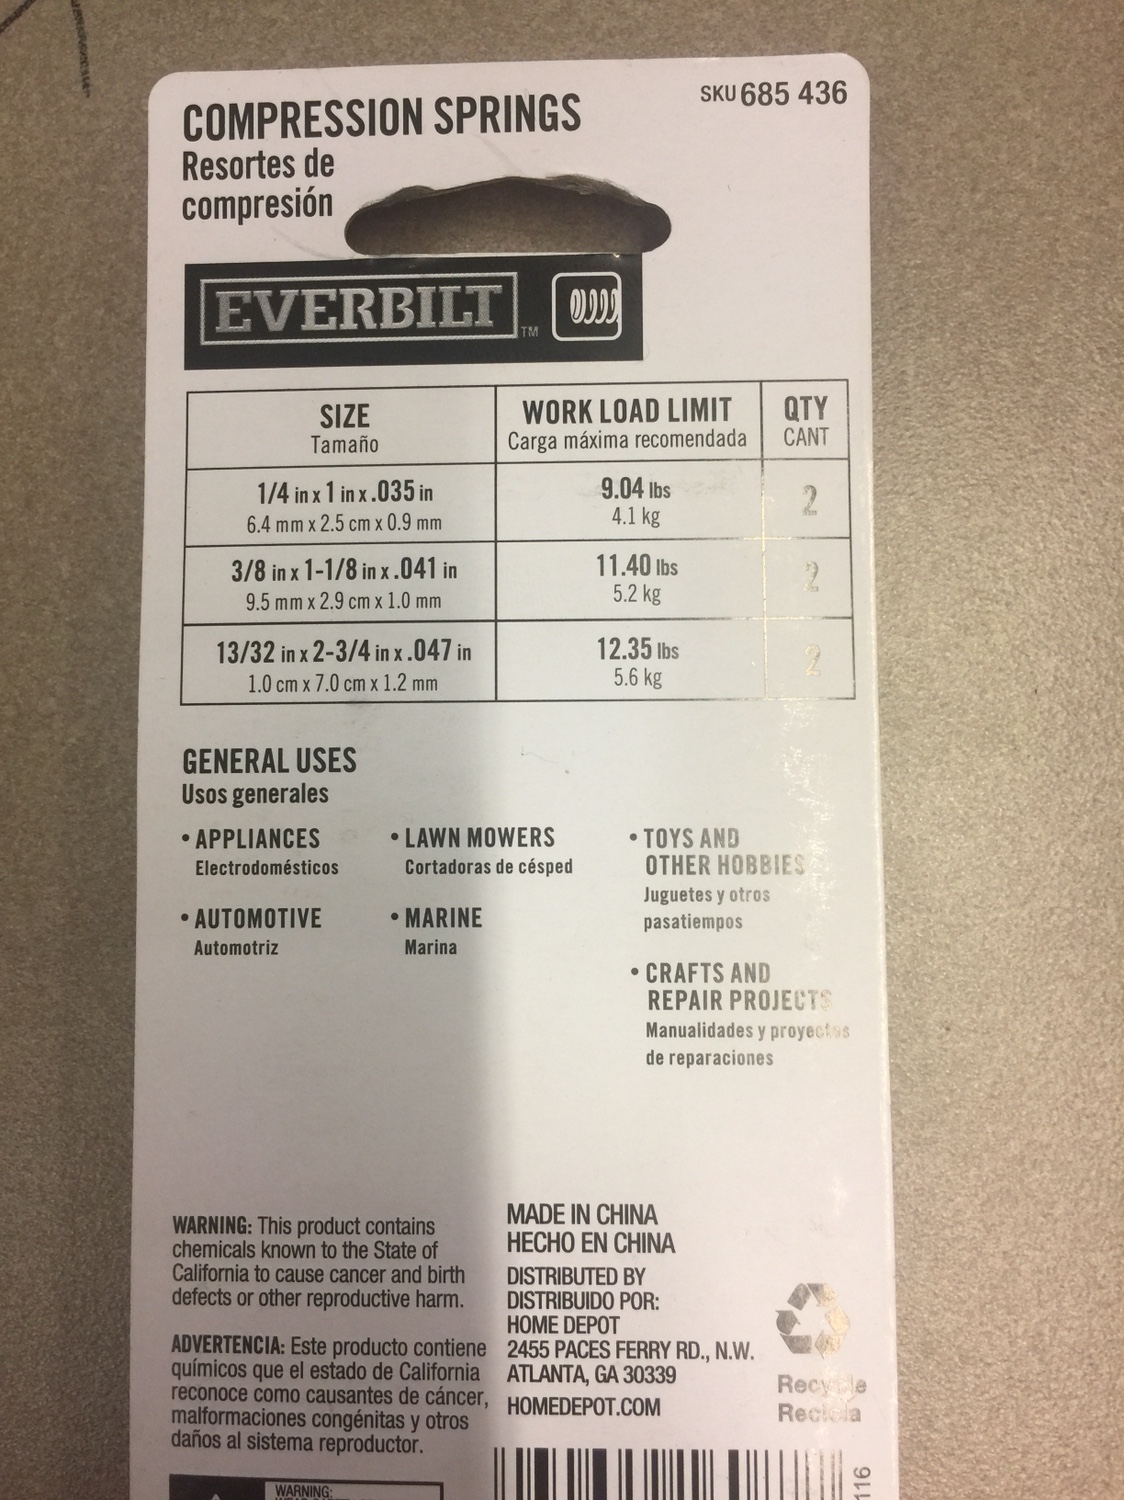 COMPRESSION SPRINGS
SKU 685 436
Resortes de
compresión
EVERBILT TM
SIZE WORK LOAD LIMIT QTY
Tamaño Carga máxima recomendada CANT
1/4 in x 1 in x .035 in 9.04 lbs 2
6.4 mm x 2.5 cm x 0.9 mm 4.1 kg
3/8 in x 1-1/8 in x .041 in 11.40 lbs 2
9.5 mm x 2.9 cm x 1.0 mm 5.2 kg
13/32 in x 2-3/4 in x .047 in 12.35 lbs 2
1.0 cm x 7.0 cm x 1.2 mm 5.6 kg
GENERAL USES
Usos generales
• APPLIANCES
Electrodomésticos
• AUTOMOTIVE
Automotriz
• LAWN MOWERS
Cortadoras de césped
• MARINE
Marina
• TOYS AND
OTHER HOBBIES
Juguetes y otros
pasatiempos
• CRAFTS AND
REPAIR PROJECTS
Manualidades y proyectos
de reparaciones
WARNING: This product contains
chemicals known to the State of
California to cause cancer and birth
defects or other reproductive harm.
ADVERTENCIA: Este producto contiene
químicos que el estado de California
reconoce como causantes de cáncer,
malformaciones congénitas y otros
daños al sistema reproductor.
MADE IN CHINA
HECHO EN CHINA
DISTRIBUTED BY
DISTRIBUIDO POR:
HOME DEPOT
2455 PACES FERRY RD., N.W.
ATLANTA, GA 30339
HOMEDEPOT.COM
Recycle
Recicla
WARNING:
116